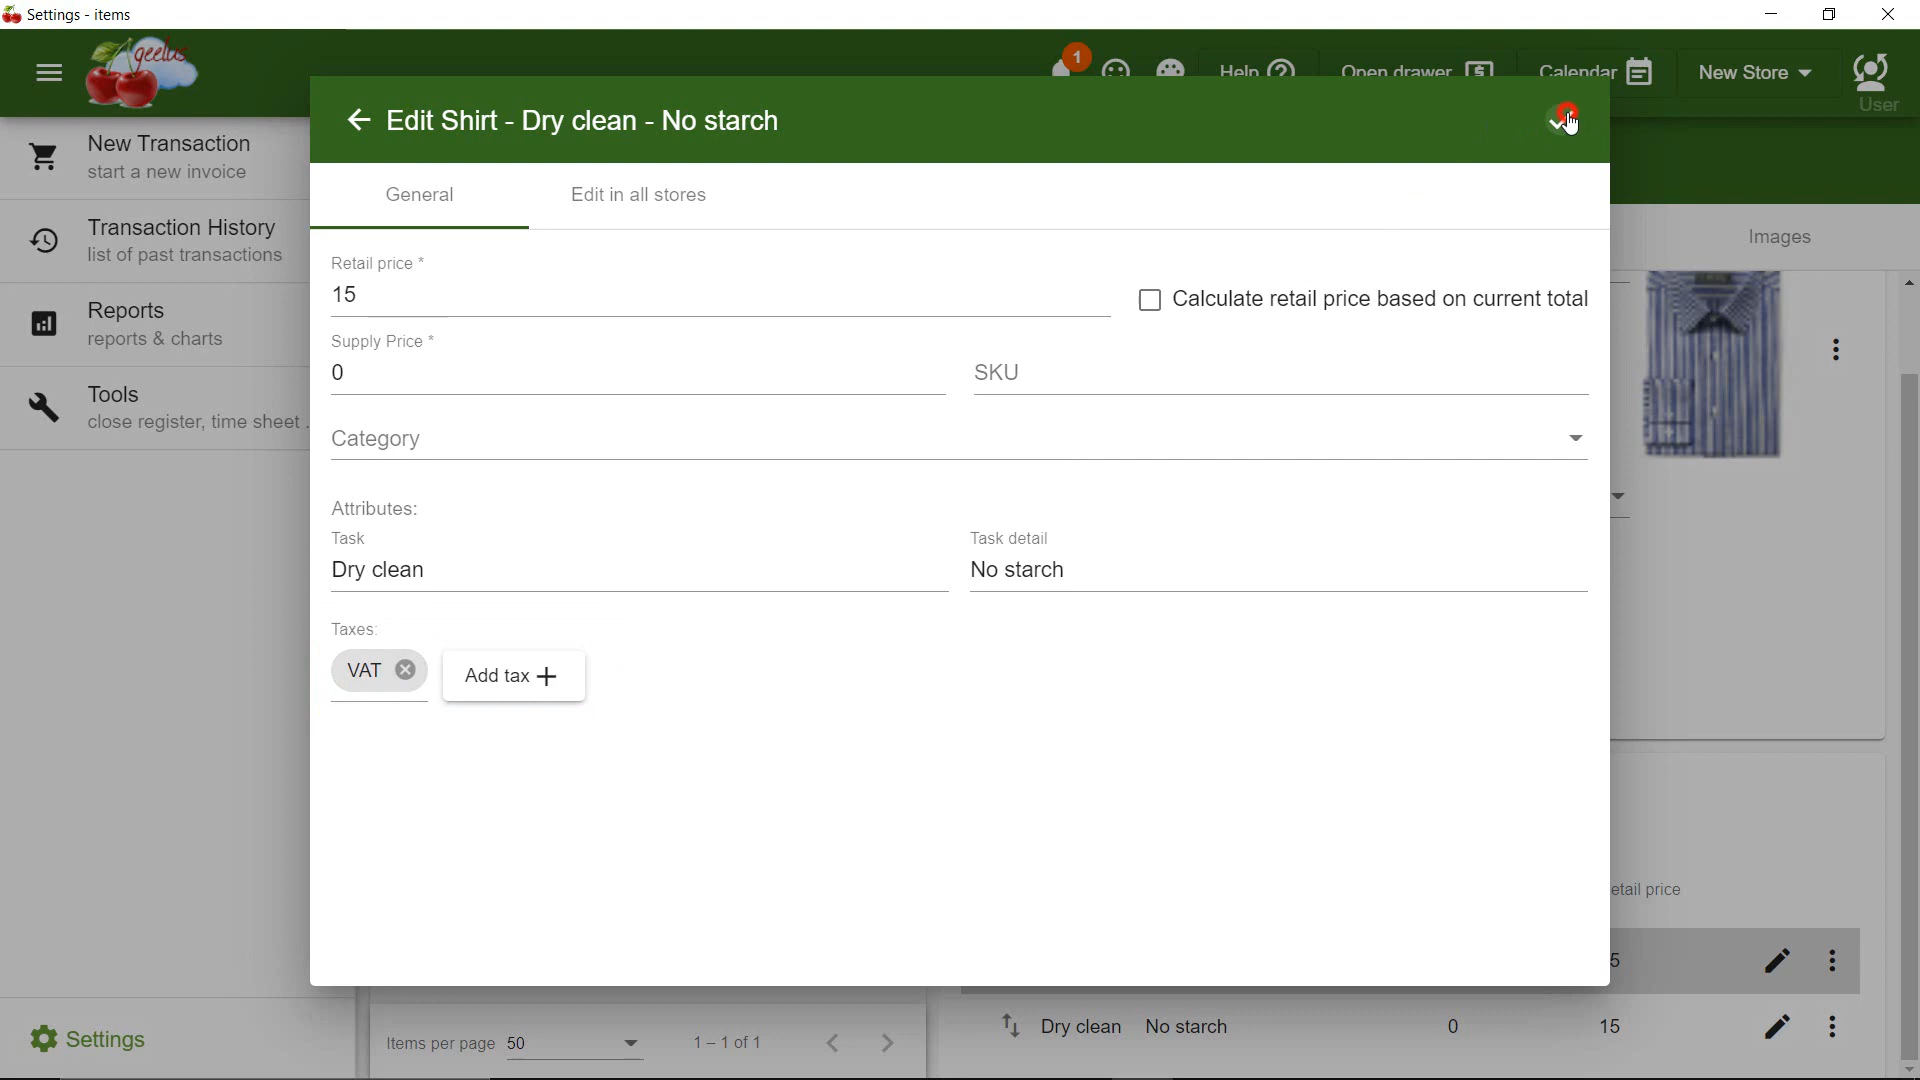 Settings - items
geelus
1
Help
Open drawer
Calendar
New Store
User
New Transaction
start a new invoice
Transaction History
list of past transactions
Reports
reports & charts
Tools
close register, time sheet .
Settings
Edit Shirt - Dry clean - No starch
General
Edit in all stores
Retail price *
15
Calculate retail price based on current total
Supply Price *
0
SKU
Category
Attributes:
Task
Dry clean
Task detail
No starch
Taxes:
VAT
Add tax
Images
etail price
5
Dry clean No starch 0 15
Items per page 50 1 – 1 of 1